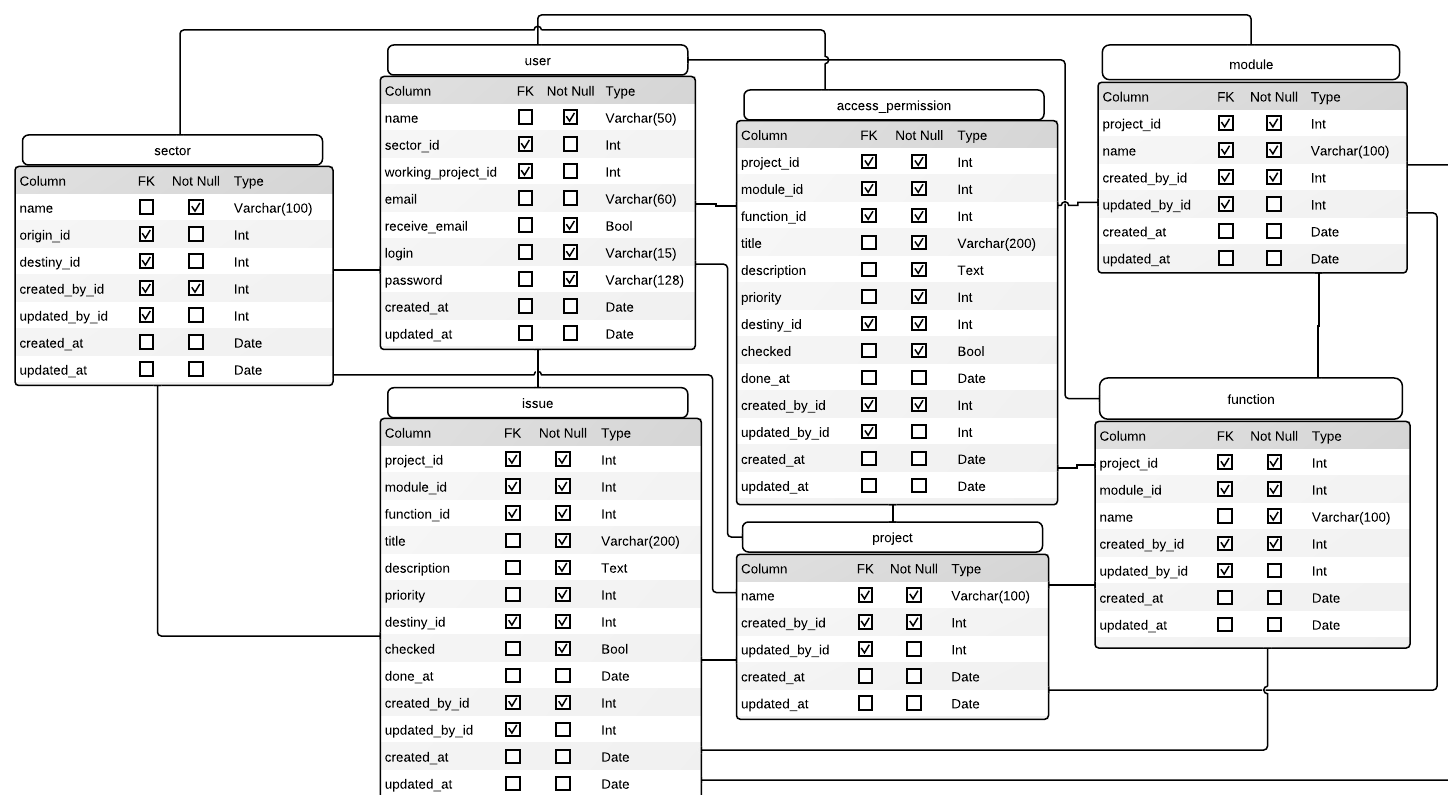 user
Column FK Not Null Type
name Varchar(50)
sector_id Int
working_project_id Int
email Varchar(60)
receive_email Bool
login Varchar(15)
password Varchar(128)
created_at Date
updated_at Date
module
Column FK Not Null Type
project_id Int
name Varchar(100)
created_by_id Int
updated_by_id Int
created_at Date
updated_at Date
access_permission
Column FK Not Null Type
project_id Int
module_id Int
function_id Int
title Varchar(200)
description Text
priority Int
destiny_id Int
checked Bool
done_at Date
created_by_id Int
updated_by_id Int
created_at Date
updated_at Date
sector
Column FK Not Null Type
name Varchar(100)
origin_id Int
destiny_id Int
created_by_id Int
updated_by_id Int
created_at Date
updated_at Date
issue
Column FK Not Null Type
project_id Int
module_id Int
function_id Int
title Varchar(200)
description Text
priority Int
destiny_id Int
checked Bool
done_at Date
created_by_id Int
updated_by_id Int
created_at Date
updated_at Date
function
Column FK Not Null Type
project_id Int
module_id Int
name Varchar(100)
created_by_id Int
updated_by_id Int
created_at Date
updated_at Date
project
Column FK Not Null Type
name Varchar(100)
created_by_id Int
updated_by_id Int
created_at Date
updated_at Date